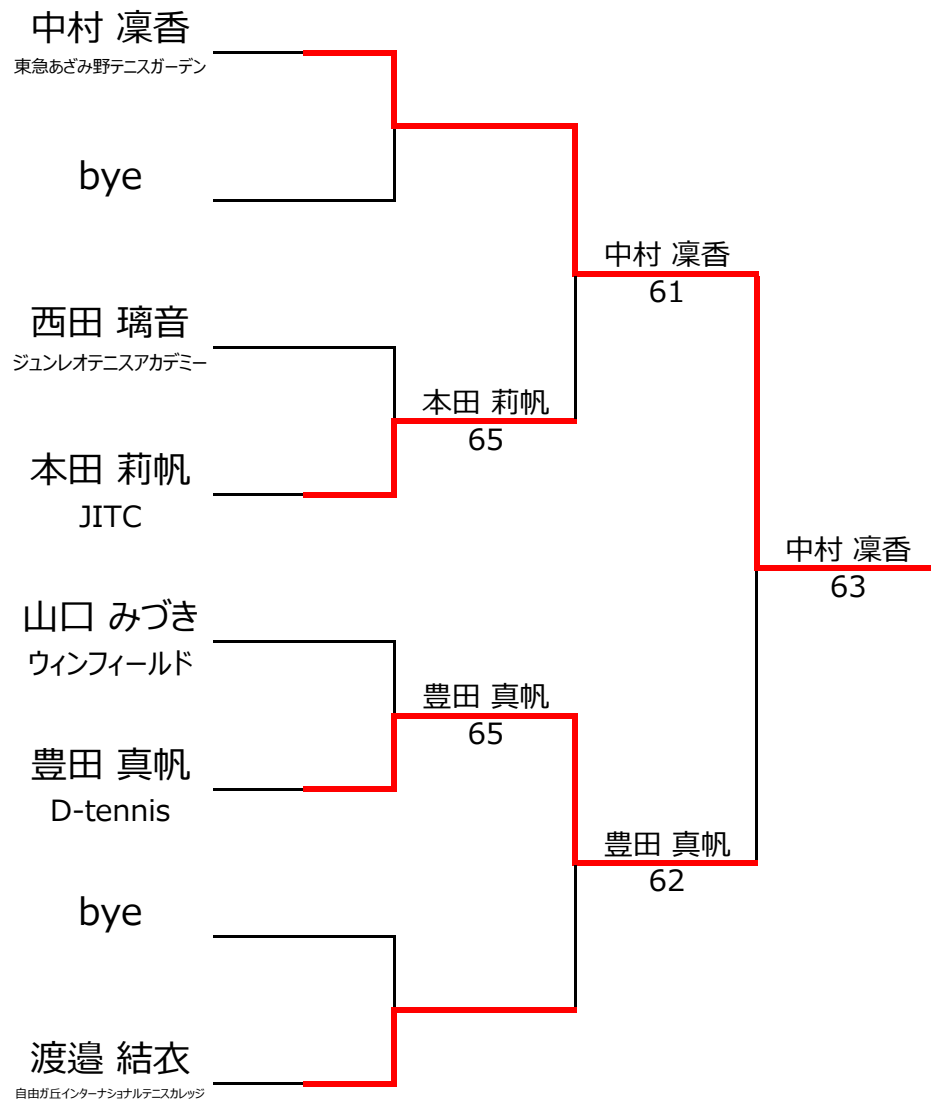 中村 凜香
東急あざみ野テニスガーデン
bye
中村 凜香
61
西田 璃音
ジュンレオテニスアカデミー
本田 莉帆
65
本田 莉帆
JITC
中村 凜香
63
山口 みづき
ウィンフィールド
豊田 真帆
65
豊田 真帆
D-tennis
豊田 真帆
62
bye
渡邉 結衣
自由ガ丘インターナショナルテニスカレッジ